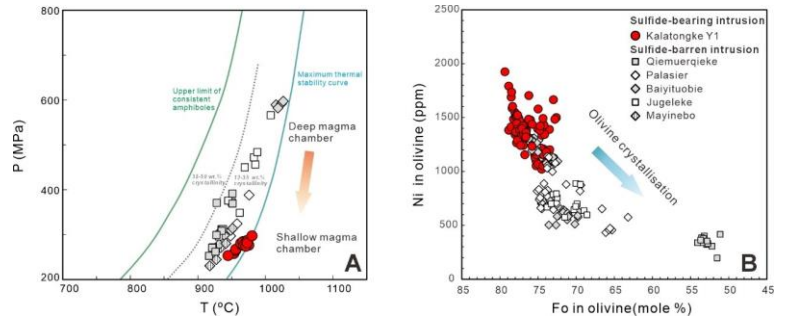 800
600
400
200
P (MPa)
Upper limit of
consistent
amphiboles
Maximum thermal
stability curve
crystallinity
crystallinity
Deep magma
chamber
Shallow magma
chamber
A
700
800
900
1000
1100
T (°C)
2500
2000
1500
1000
500
0
Ni in olivine (ppm)
Sulfide-bearing intrusion
Kalatongke Y1
Sulfide-barren intrusion
Qiemuerqieke
Palasier
Baiyituobie
Jugeleke
Mayinebo
Olivine crystallisation
B
85
80
75
70
65
60
55
50
45
Fo in olivine(mole %)